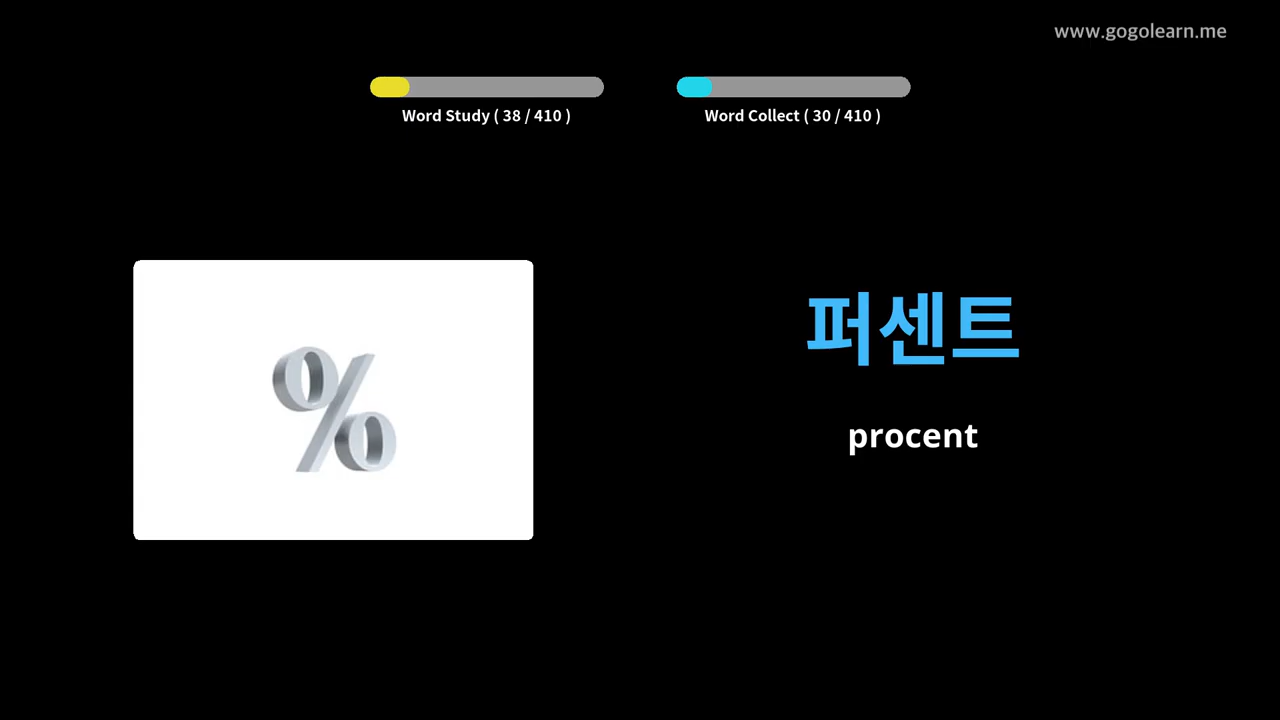 www.gogolearn.me
Word Study ( 38 / 410 )
Word Collect ( 30 / 410 )
%
퍼센트
procent